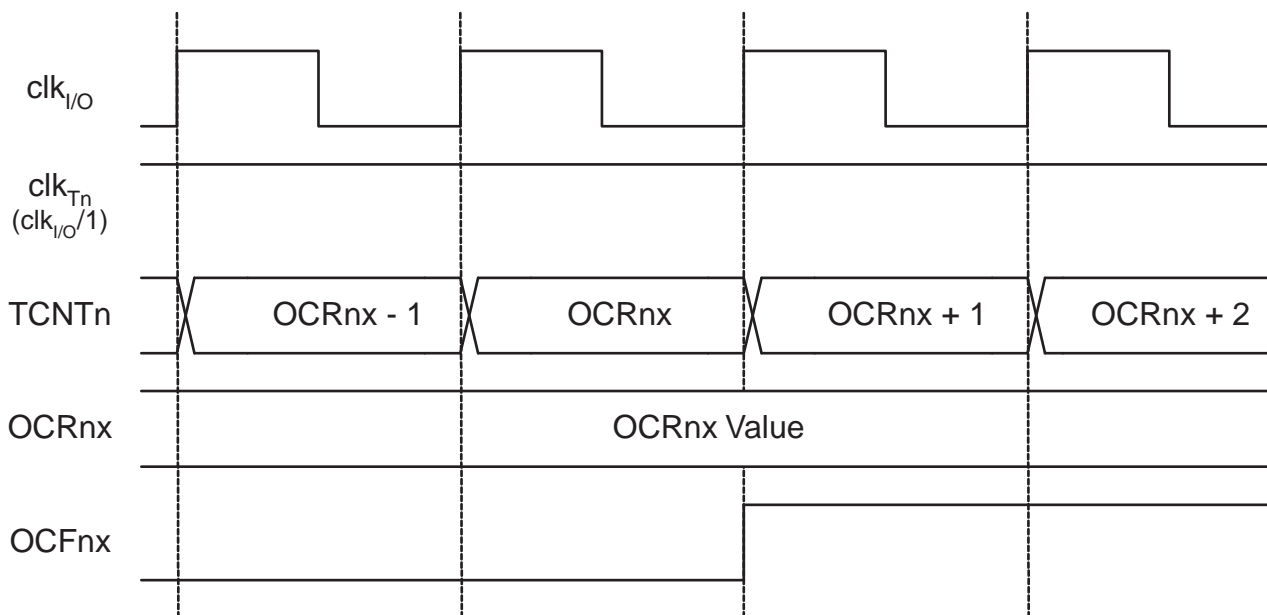 clkI/O
clkTn
(clkI/O/1)
TCNTn OCRnx - 1 OCRnx OCRnx + 1 OCRnx + 2
OCRnx OCRnx Value
OCFnx